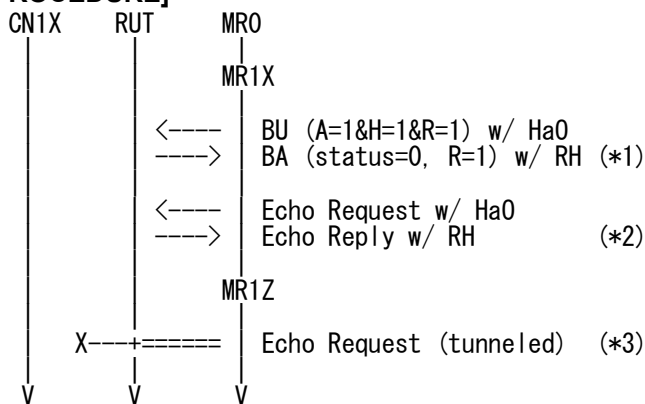 ROCEDURE]
CN1X RUT MR0
MR1X
<---- BU (A=1&H=1&R=1) w/ HaO
----> BA (status=0, R=1) w/ RH (*1)
<---- Echo Request w/ HaO
----> Echo Reply w/ RH (*2)
MR1Z
X---+====== Echo Request (tunneled) (*3)
V V V